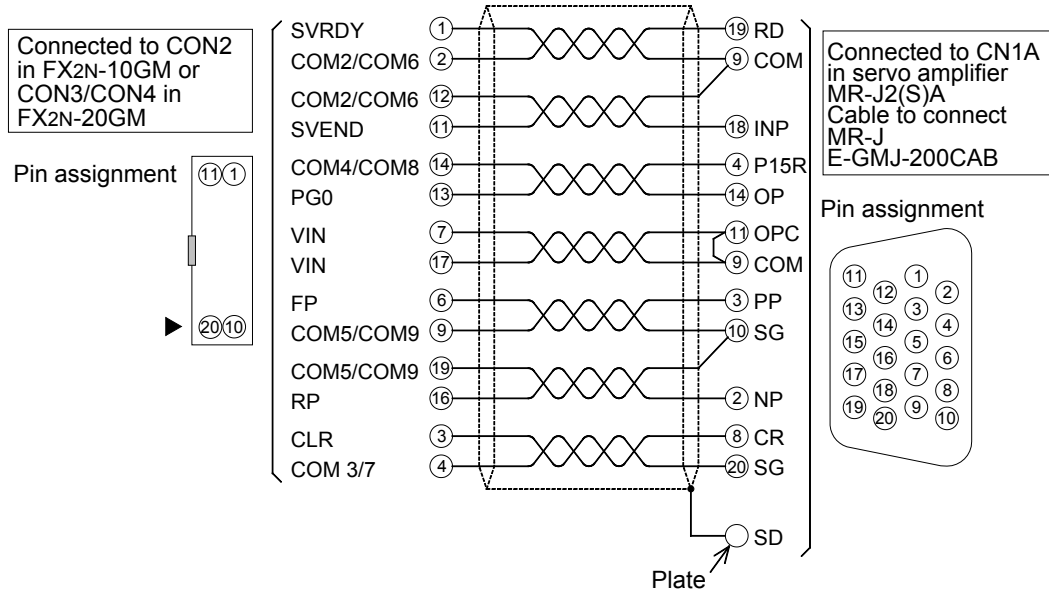 Connected to CON2
in FX2N-10GM or
CON3/CON4 in
FX2N-20GM
Pin assignment
11 1
20 10
SVRDY 1 19 RD
COM2/COM6 2 9 COM
COM2/COM6 12
SVEND 11 18 INP
COM4/COM8 14 4 P15R
PG0 13 14 OP
VIN 7 11 OPC
VIN 17 9 COM
FP 6 3 PP
COM5/COM9 9 10 SG
COM5/COM9 19
RP 16 2 NP
CLR 3 8 CR
COM 3/7 4 20 SG
SD
Plate
Connected to CN1A
in servo amplifier
MR-J2(S)A
Cable to connect
MR-J
E-GMJ-200CAB
Pin assignment
11 1
12 2
13 3
14 4
15 5
16 6
17 7
18 8
19 9
20 10